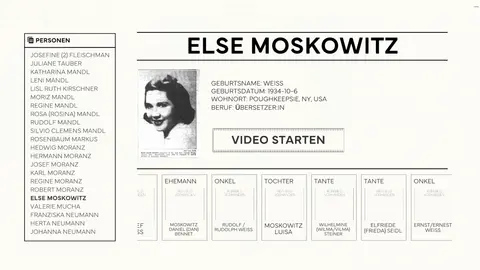 PERSONEN
JOSEFINE (2) FLEISCHMAN
JULIANE TAUBER
KATHARINA MANDL
LENI MANDL
LISL RUTH KIRSCHNER
MORIZ MANDL
REGINE MANDL
ROSA (ROSINA) MANDL
RUDOLF MANDL
SILVIO CLEMENS MANDL
ROSENBAUM MARKUS
HEDWIG MORANZ
HERMANN MORANZ
JOSEF MORANZ
KARL MORANZ
REGINE MORANZ
ROBERT MORANZ
ELSE MOSKOWITZ
VALERIE MUCHA
FRANZISKA NEUMANN
HERTA NEUMANN
JOHANNA NEUMANN
ELSE MOSKOWITZ
GEBURTSNAME: WEISS
GEBURTSDATUM: 1934-10-6
WOHNORT: POUGHKEEPSIE, NY, USA
BERUF: ÜBERSETZER:IN
VIDEO STARTEN
EHEMANN
MOSKOWITZ
DANIEL (DAN)
BENNET
ONKEL
RUDOLF /
RUDOLPH WEISS
TOCHTER
MOSKOWITZ
LUISA
TANTE
WILHELMINE
(WILMA/VILMA)
STEINER
TANTE
ELFRIEDE
(FRIEDA) SEIDL
ONKEL
ERNST/ERNEST
WEISS